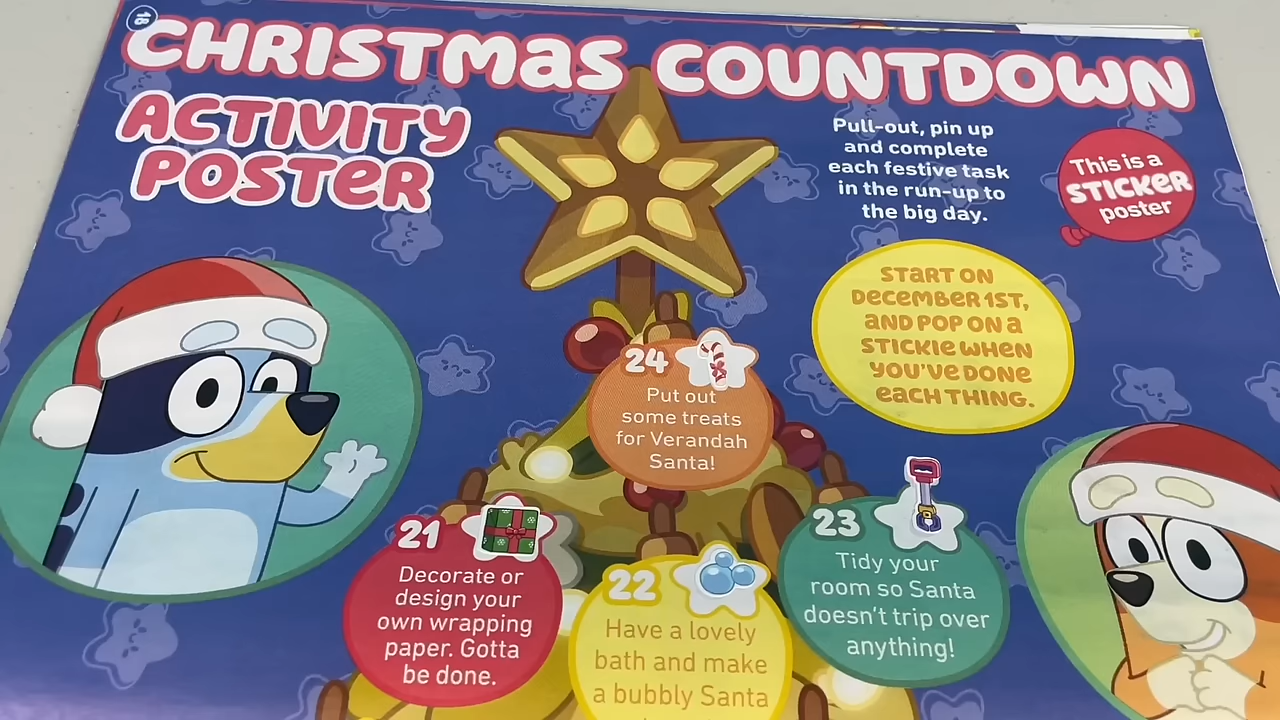 18
CHRISTMAS COUNTDOWN
ACTIVITY
POSTER
Pull-out, pin up
and complete
each festive task
in the run-up to
the big day.
This is a
STICKER
poster
START ON
DECEMBER 1ST,
AND POP ON A
STICKIE WHEN
YOU'VE DONE
EACH THING.
24
Put out
some treats
for Verandah
Santa!
21
Decorate or
design your
own wrapping
paper. Gotta
be done.
22
Have a lovely
bath and make
a bubbly Santa
23
Tidy your
room so Santa
doesn't trip over
anything!